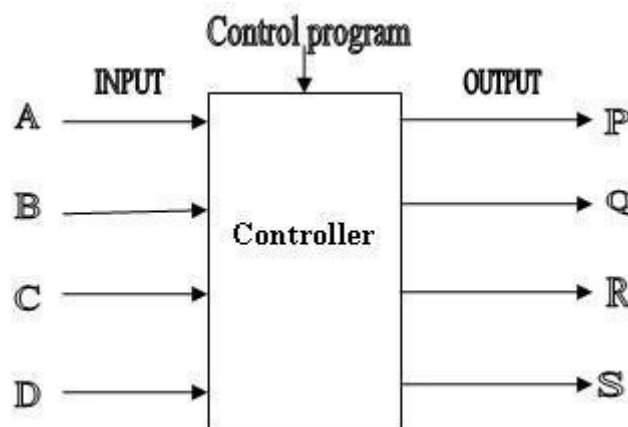 Control program
INPUT
OUTPUT
A
P
B
Q
Controller
C
R
D
S